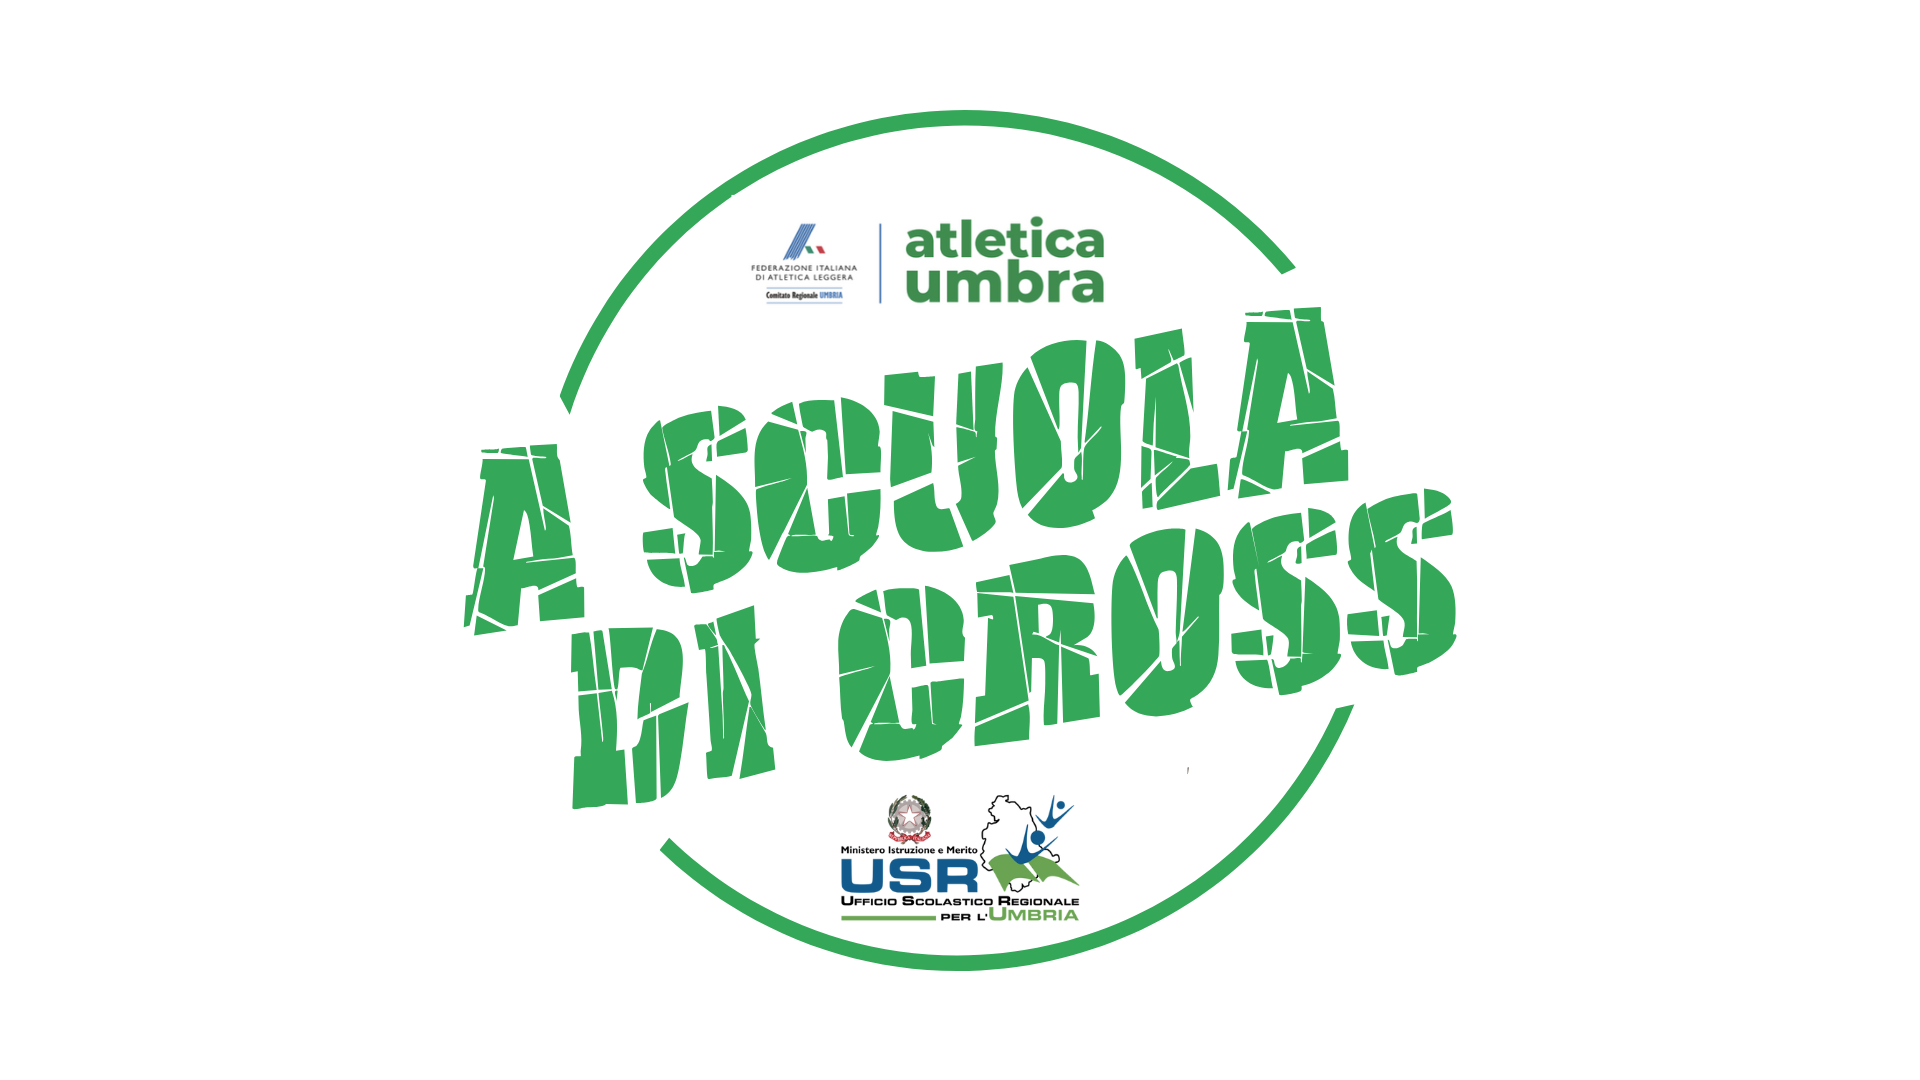 FEDERAZIONE ITALIANA
DI ATLETICA LEGGERA
Comitato Regionale UMBRIA
atletica
umbra
A SCUOLA
DI CROSS
Ministero Istruzione e Merito
USR
UFFICIO SCOLASTICO REGIONALE
PER L'UMBRIA